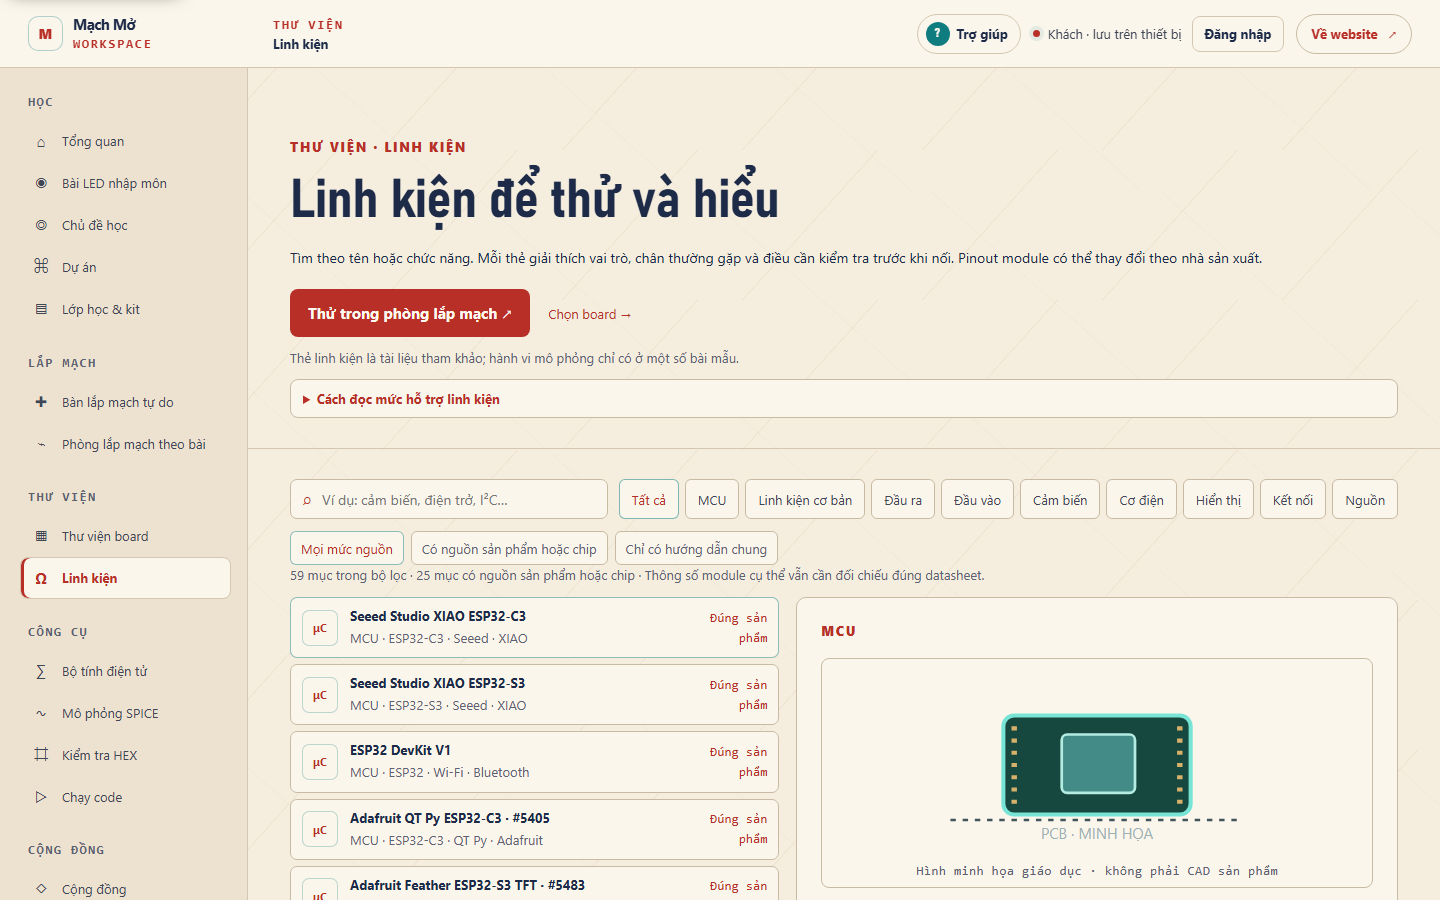 M
Mạch Mở
WORKSPACE
THƯ VIỆN
Linh kiện
? Trợ giúp
Khách · lưu trên thiết bị
Đăng nhập
Về website ↗
HỌC
Tổng quan
Bài LED nhập môn
Chủ đề học
Dự án
Lớp học & kit
LẮP MẠCH
Bàn lắp mạch tự do
Phòng lắp mạch theo bài
THƯ VIỆN
Thư viện board
Ω Linh kiện
CÔNG CỤ
∑ Bộ tính điện tử
∿ Mô phỏng SPICE
Kiểm tra HEX
▷ Chạy code
CỘNG ĐỒNG
◇ Cộng đồng
THƯ VIỆN · LINH KIỆN
Linh kiện để thử và hiểu
Tìm theo tên hoặc chức năng. Mỗi thẻ giải thích vai trò, chân thường gặp và điều cần kiểm tra trước khi nối. Pinout module có thể thay đổi theo nhà sản xuất.
Thử trong phòng lắp mạch ↗
Chọn board →
Thẻ linh kiện là tài liệu tham khảo; hành vi mô phỏng chỉ có ở một số bài mẫu.
▶ Cách đọc mức hỗ trợ linh kiện
Ví dụ: cảm biến, điện trở, I²C...
Tất cả
MCU
Linh kiện cơ bản
Đầu ra
Đầu vào
Cảm biến
Cơ điện
Hiển thị
Kết nối
Nguồn
Mọi mức nguồn
Có nguồn sản phẩm hoặc chip
Chỉ có hướng dẫn chung
59 mục trong bộ lọc · 25 mục có nguồn sản phẩm hoặc chip · Thông số module cụ thể vẫn cần đối chiếu đúng datasheet.
µC
Seeed Studio XIAO ESP32-C3
MCU · ESP32-C3 · Seeed · XIAO
Đúng sản
phẩm
µC
Seeed Studio XIAO ESP32-S3
MCU · ESP32-S3 · Seeed · XIAO
Đúng sản
phẩm
µC
ESP32 DevKit V1
MCU · ESP32 · Wi-Fi · Bluetooth
Đúng sản
phẩm
µC
Adafruit QT Py ESP32-C3 · #5405
MCU · ESP32-C3 · QT Py · Adafruit
Đúng sản
phẩm
µC
Adafruit Feather ESP32-S3 TFT · #5483
Đúng sản
MCU
PCB · MINH HỌA
Hình minh họa giáo dục · không phải CAD sản phẩm